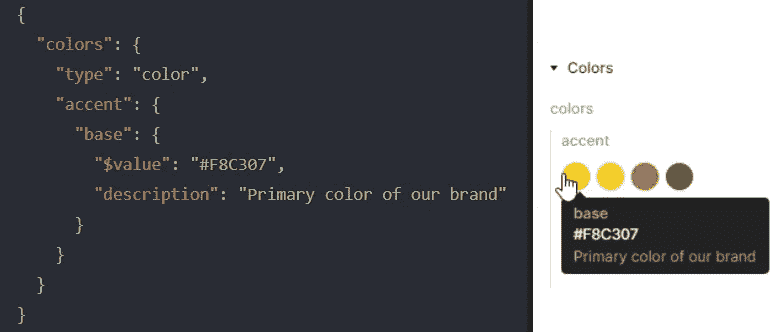 {
  "colors": {
    "type": "color",
    "accent": {
      "base": {
        "$value": "#F8C307",
        "description": "Primary color of our brand"
      }
    }
  }
}
Colors
colors
accent
base
#F8C307
Primary color of our brand